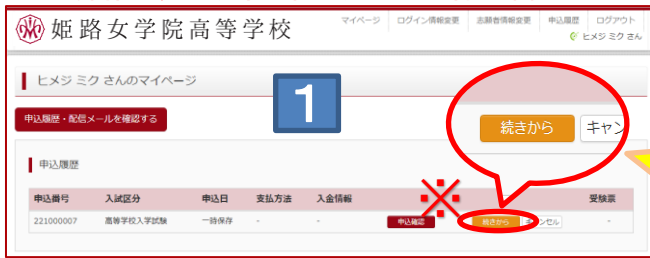 姫路女学院高等学校
マイページ ログイン情報変更 志願者情報変更 申込履歴 ログアウト
ヒメジ ミク さん
ヒメジ ミク さんのマイページ
1
申込履歴・配信メールを確認する
続きから キャン
申込履歴
※
申込番号 入試区分 申込日 支払方法 入金情報 受験票
221000007 高等学校入学試験 一時保存 - - 申込確認 続きから キャンセル -